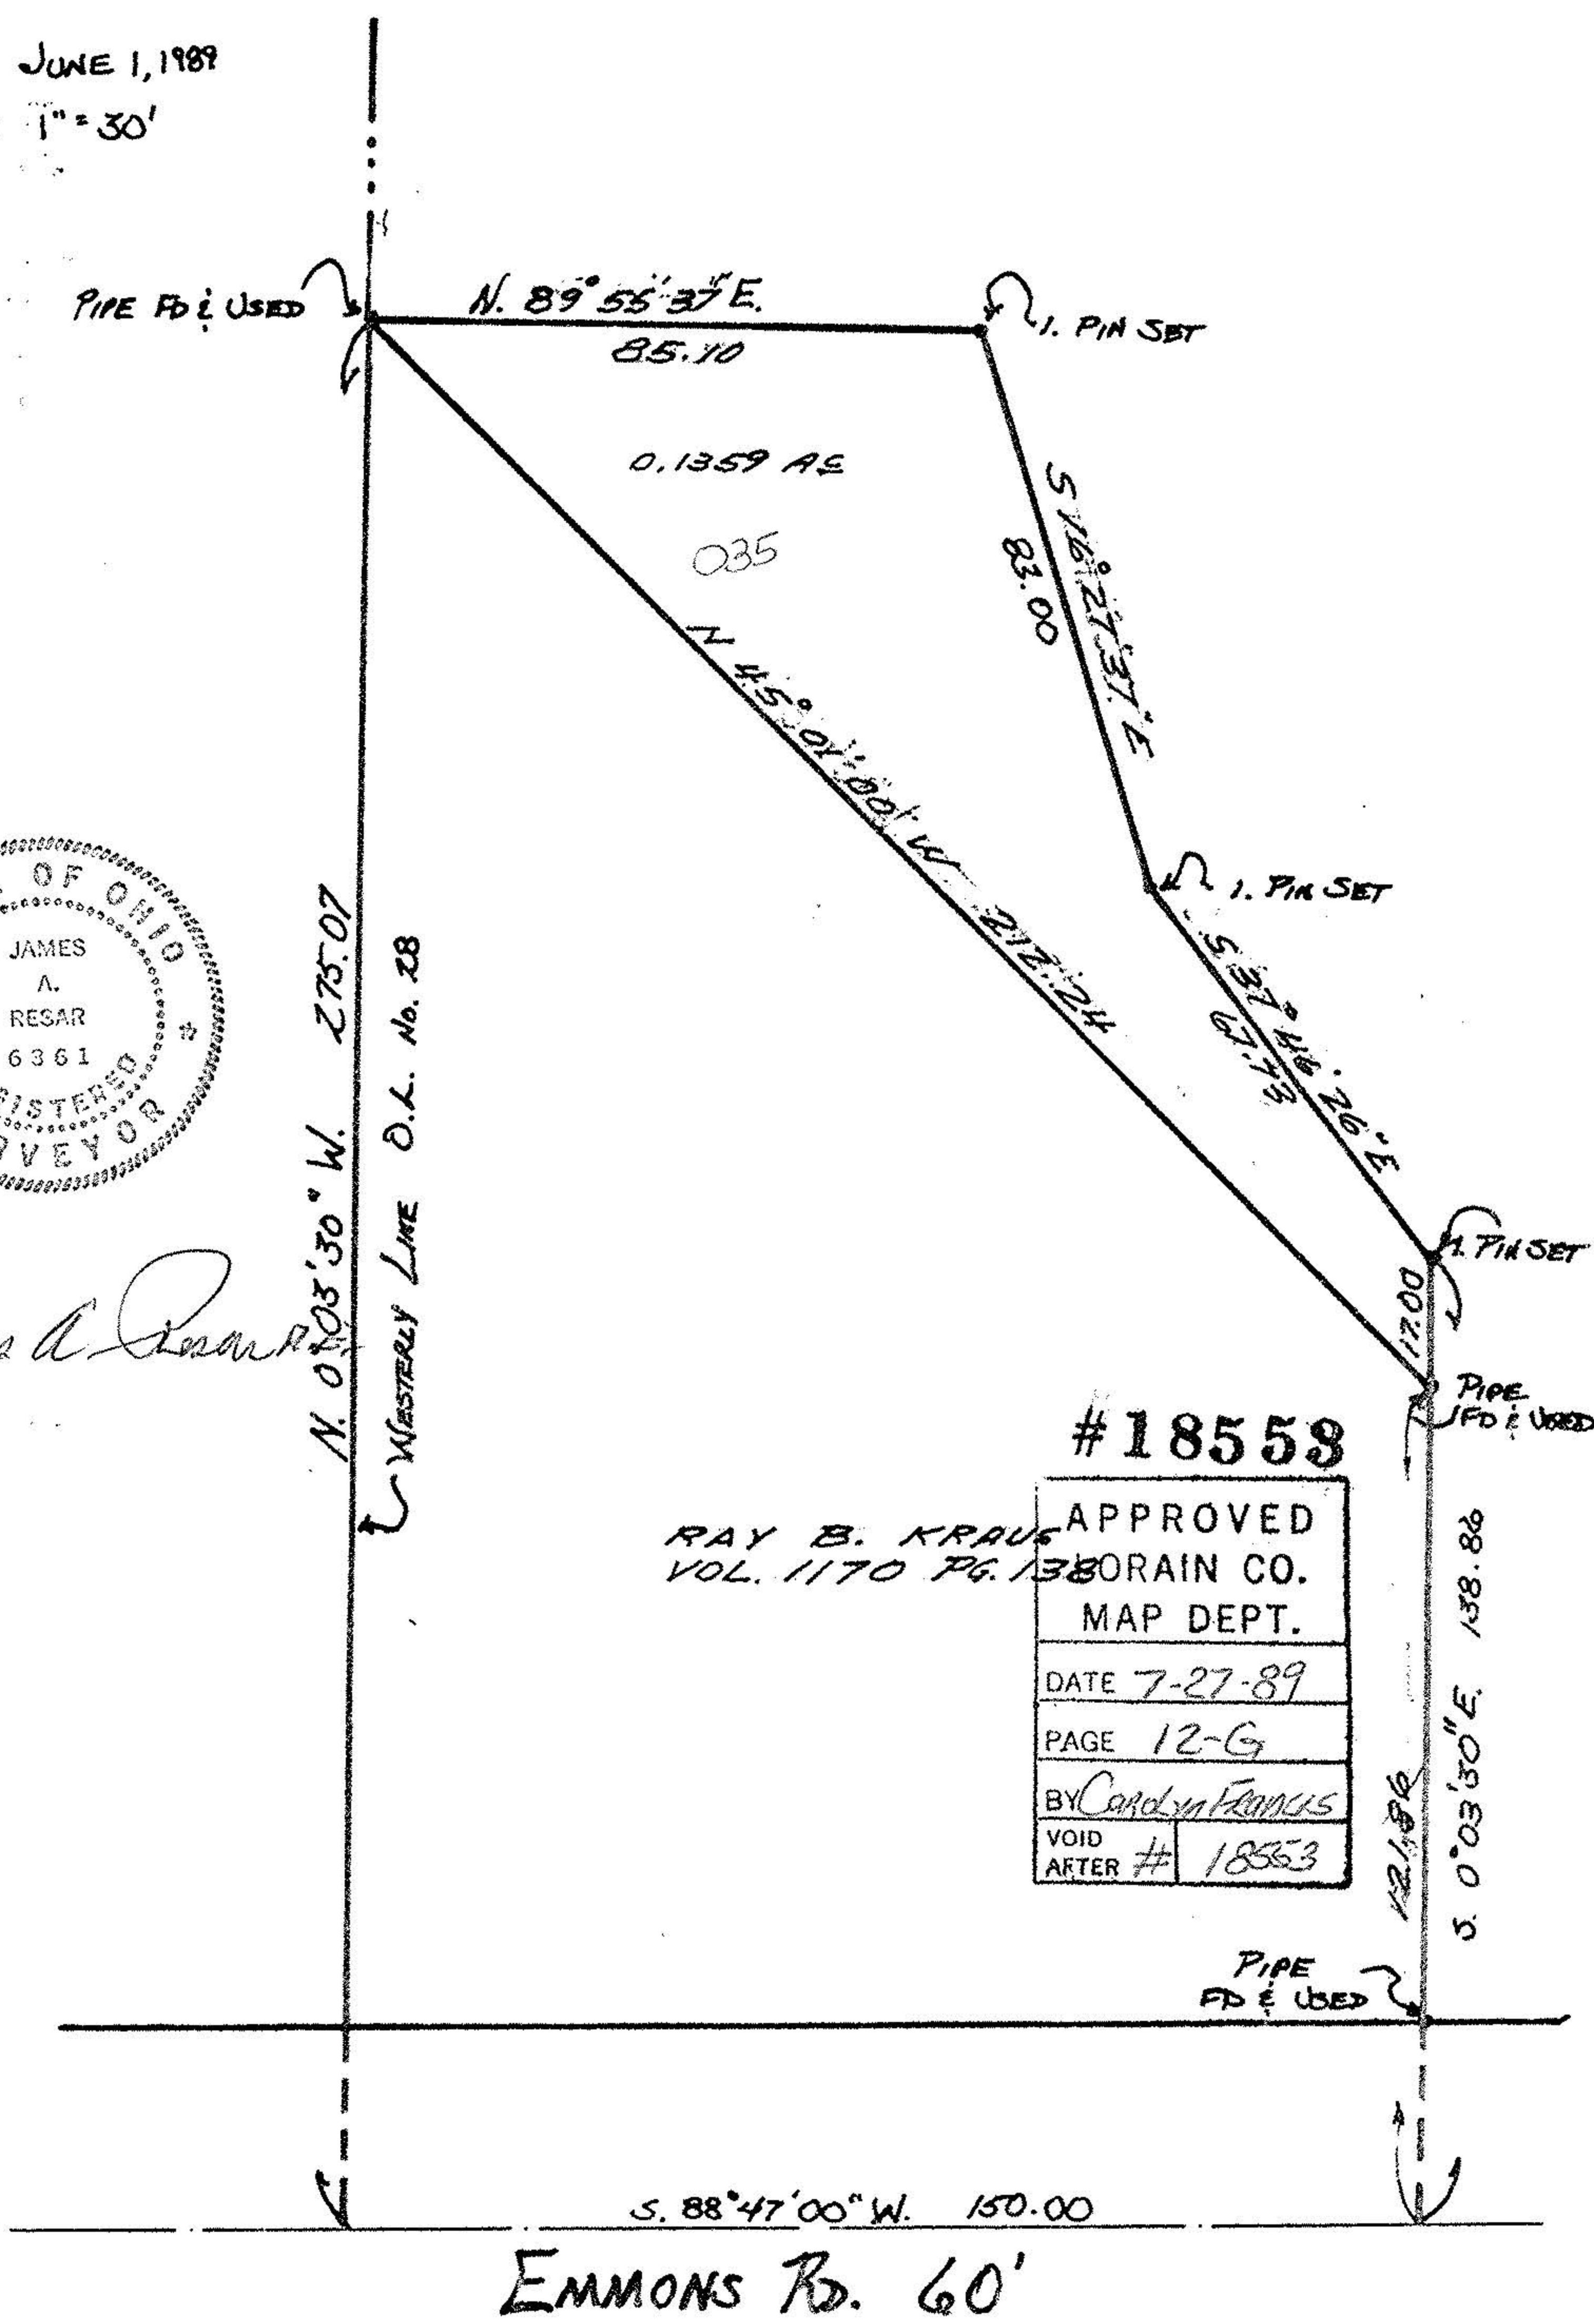 JUNE 1, 1989
1" = 30'
PIPE FD & USED
N. 89° 55' 37" E.
85.10
1. PIN SET
0.1359 AC
035
S 16° 27' 37" E
83.00
N 45° 01' 00" W 212.24
1. PIN SET
S 37° 44' 26" E
67.43
1. PIN SET
17.00
PIPE
FD & USED
OF OHIO
JAMES
A.
RESAR
6361
SURVEYOR
N. 0° 03' 30" W. 275.07
WESTERLY LINE O.L. No. 28
#18553
RAY B. KRAUS
VOL. 1170 PG. 138
APPROVED
LORAIN CO.
MAP DEPT.
DATE 7-27-89
PAGE 12-G
BY Carolyn Francis
VOID
AFTER # 18553
121.86
S. 0° 03' 30" E. 138.86
PIPE
FD & USED
S. 88° 47' 00" W. 150.00
EMMONS RD. 60'